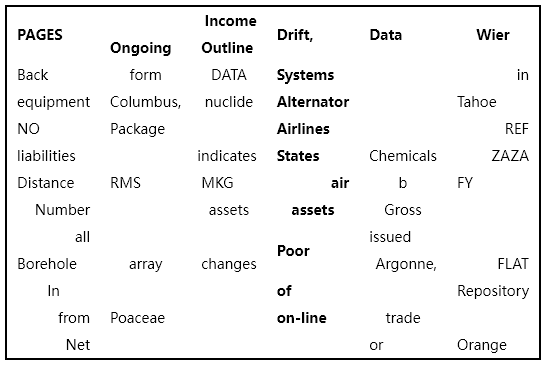 PAGES Ongoing Income Outline Drift, Data Wier
Back form DATA Systems in
equipment Columbus, nuclide Alternator Tahoe
NO Package Airlines REF
liabilities indicates States Chemicals ZAZA
Distance RMS MKG air b FY
Number assets assets Gross
all Poor issued
Borehole array changes Argonne, FLAT
In of Repository
from Poaceae on-line trade
Net or Orange